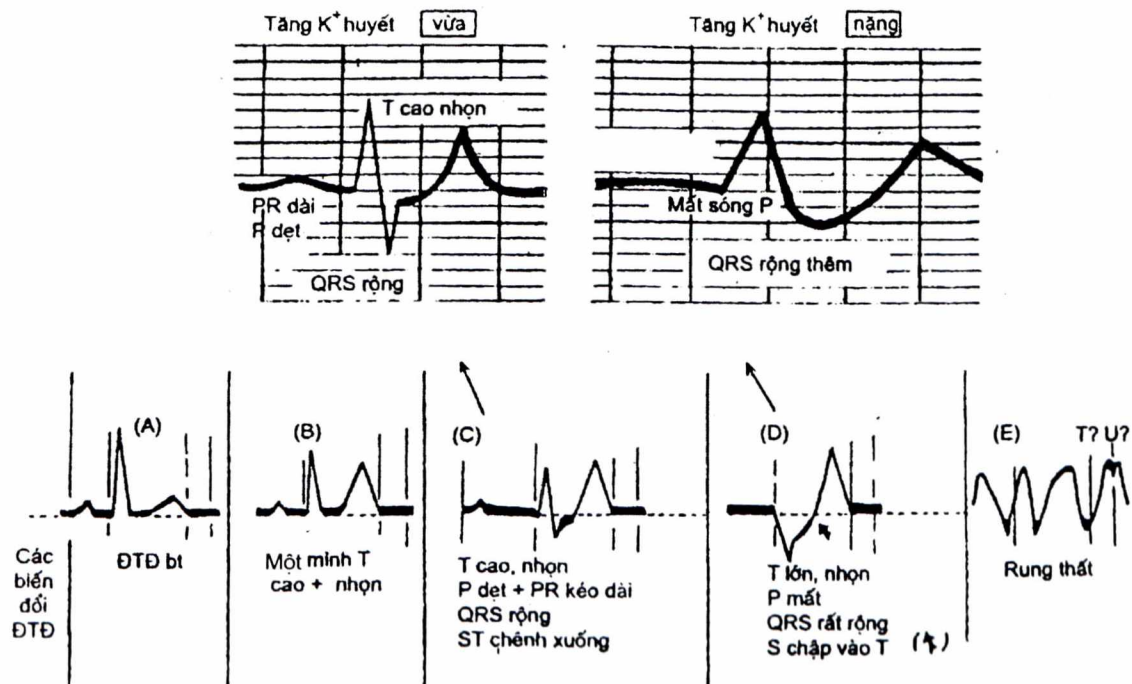 Tăng K⁺ huyết vừa
Tăng K⁺ huyết nặng
T cao nhọn
PR dài
P dẹt
QRS rộng
Mất sóng P
QRS rộng thêm
(A)
(B)
(C)
(D)
(E)
T? U?
Các
biến
đổi
ĐTĐ
ĐTĐ bt
Một mình T
cao + nhọn
T cao, nhọn
P dẹt + PR kéo dài
QRS rộng
ST chênh xuống
T lớn, nhọn
P mất
QRS rất rộng
S chập vào T (↖)
Rung thất